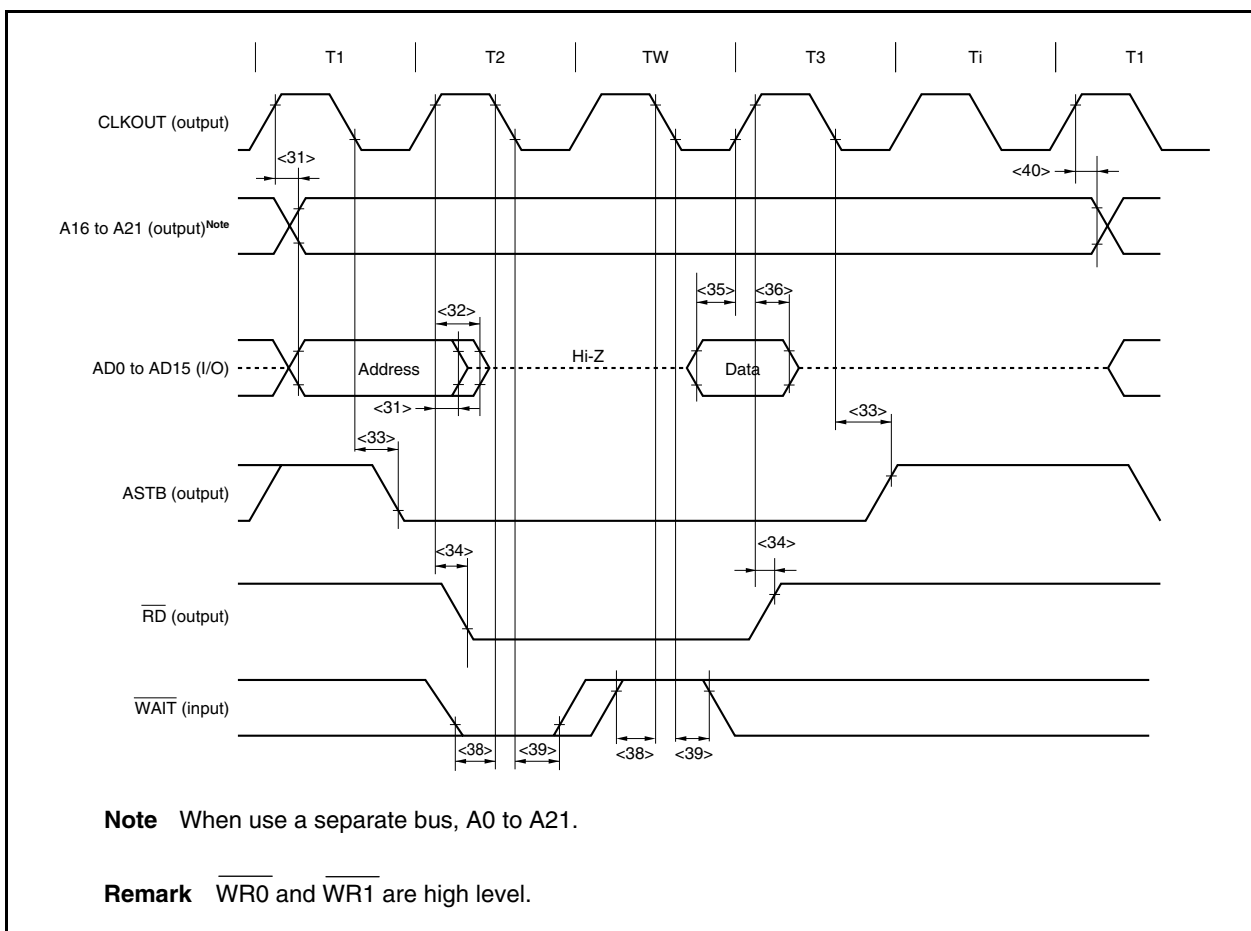 T1 T2 TW T3 Ti T1
CLKOUT (output)
<31>
<40>
A16 to A21 (output)Note
<35> <36>
<32>
Hi-Z
AD0 to AD15 (I/O)
Address
Data
<31>
<33>
<33>
ASTB (output)
<34>
<34>
RD (output)
WAIT (input)
<38> <39> <38> <39>
Note When use a separate bus, A0 to A21.
Remark WR0 and WR1 are high level.